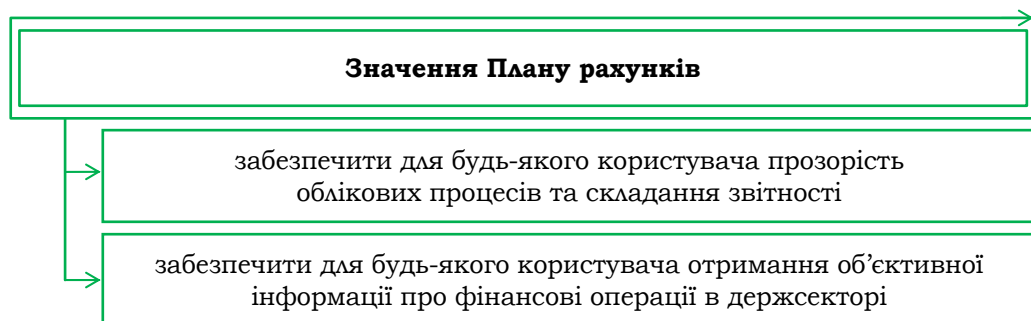 Значення Плану рахунків
забезпечити для будь-якого користувача прозорість
облікових процесів та складання звітності
забезпечити для будь-якого користувача отримання об’єктивної
інформації про фінансові операції в держсекторі